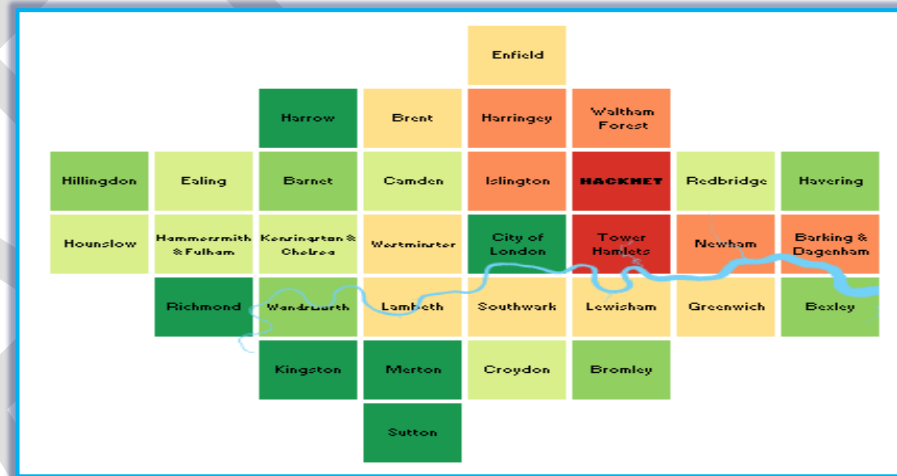 Enfield
Harrow
Brent
Harringey
Waltham
Forest
Hillingdon
Ealing
Barnet
Camden
Islington
HACKNEY
Redbridge
Havering
Hounslow
Hammersmith
& Fulham
Kensington &
Chelsea
Westminster
City of
London
Tower
Hamlets
Newham
Barking &
Dagenham
Richmond
Wandsworth
Lambeth
Southwark
Lewisham
Greenwich
Bexley
Kingston
Merton
Croydon
Bromley
Sutton